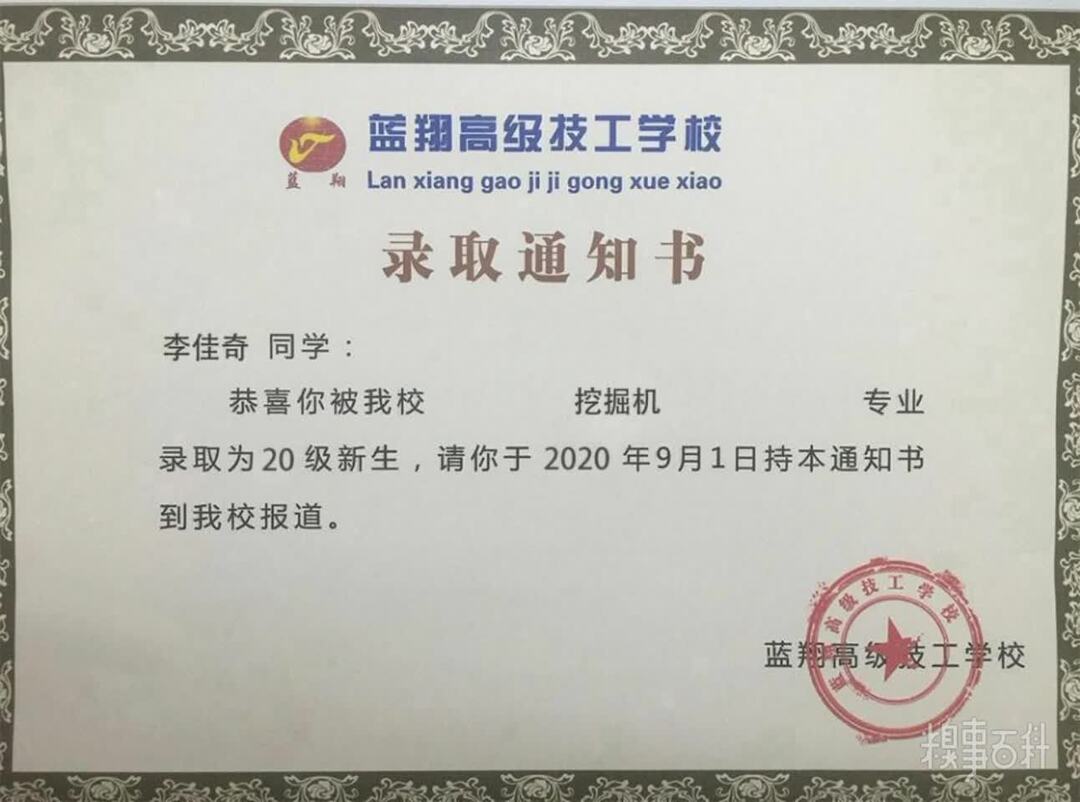 蓝翔高级技工学校
蓝翔
Lan xiang gao ji ji gong xue xiao
录取通知书
李佳奇 同学：
恭喜你被我校 挖掘机 专业
录取为20级新生，请你于 2020 年9月1日持本通知书
到我校报道。
蓝翔高级技工学校
蓝翔高级技工学校
糗事百科